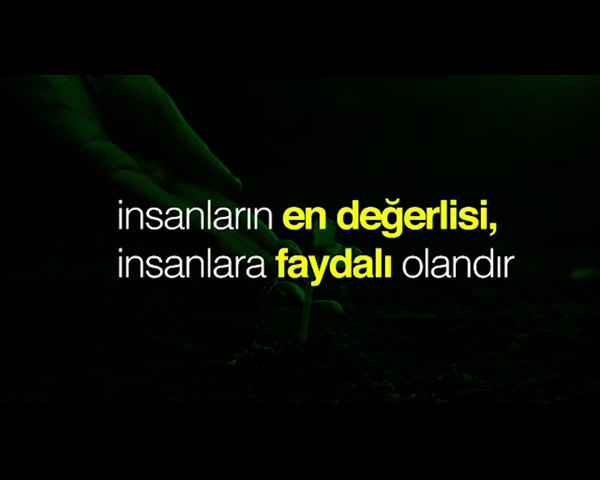 insanların en değerlisi,
insanlara faydalı olandır